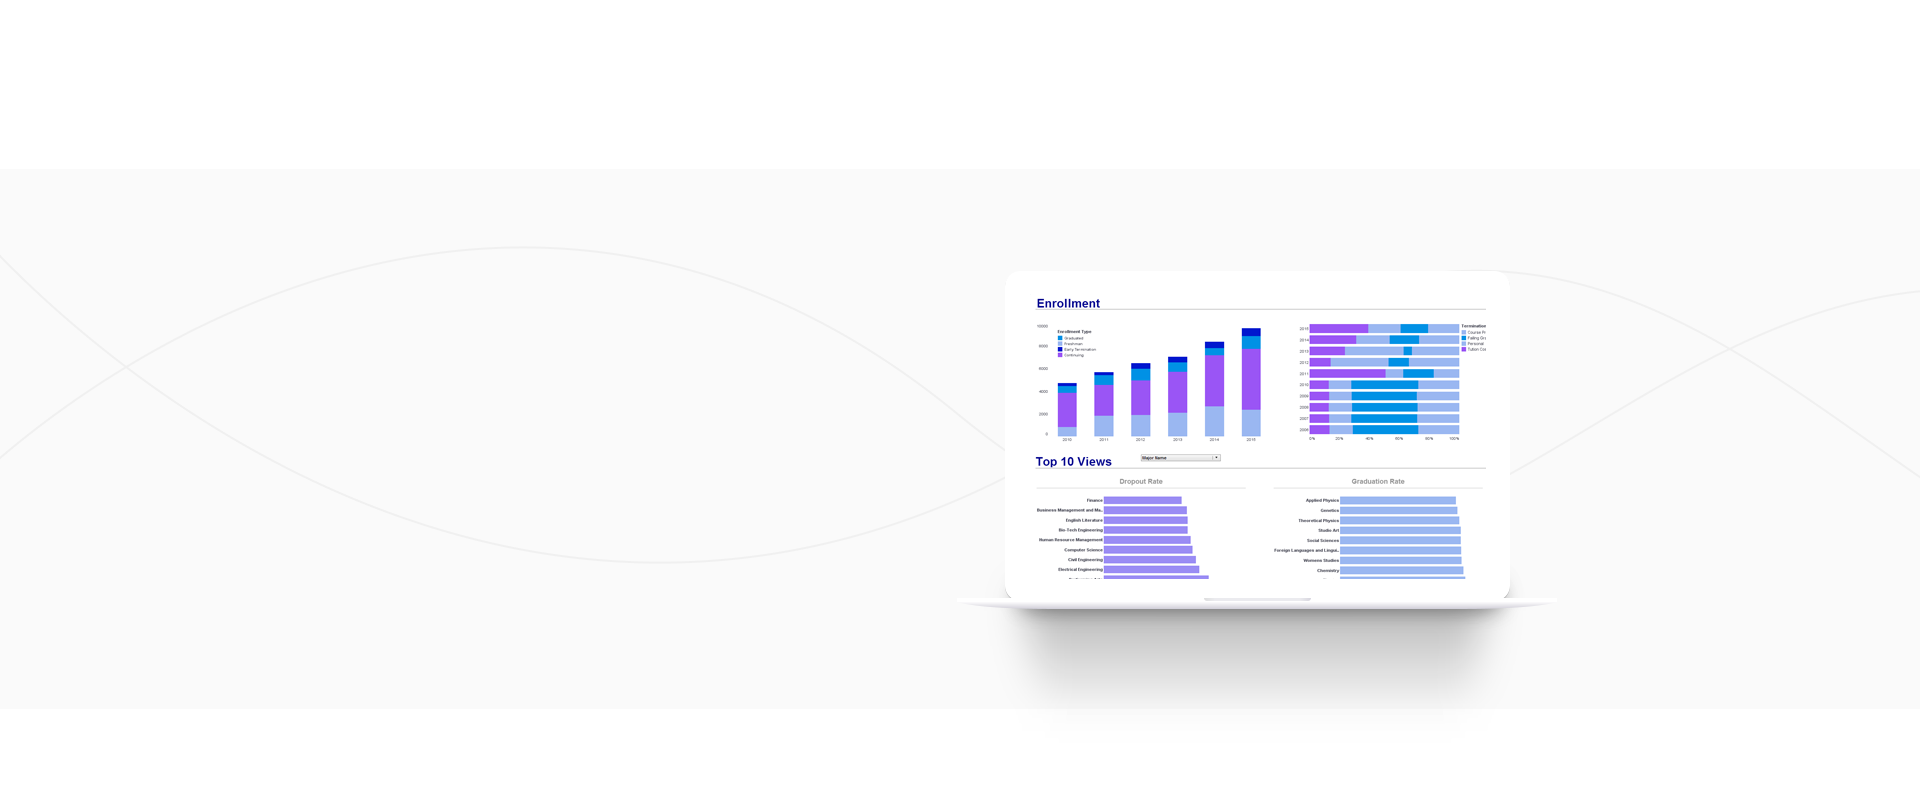 Enrollment
10000
8000
6000
4000
2000
0
Enrollment Type
Graduated
Freshman
Early Termination
Continuing
2010 2011 2012 2013 2014 2015
2015
2014
2013
2012
2011
2010
2009
2008
2007
2006
0% 20% 40% 60% 80% 100%
Termination
Course Pr
Failing Gra
Personal
Tution Cos
Top 10 Views
Major Name
Dropout Rate
Finance
Business Management and Ma..
English Literature
Bio-Tech Engineering
Human Resource Management
Computer Science
Civil Engineering
Electrical Engineering
Graduation Rate
Applied Physics
Genetics
Theoretical Physics
Studio Art
Social Sciences
Foreign Languages and Lingui..
Womens Studies
Chemistry